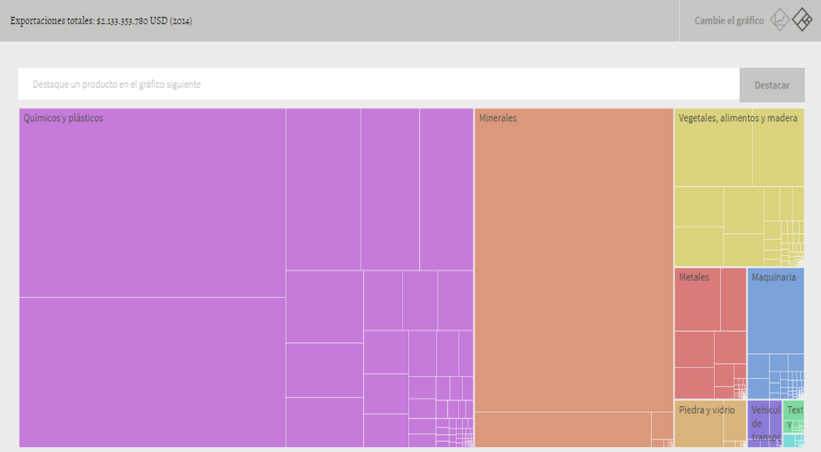 Exportaciones totales: $2.133.353.780 USD (2014)
Cambie el gráfico
Destaque un producto en el gráfico siguiente
Destacar
Químicos y plásticos
Minerales
Vegetales, alimentos y madera
Metales
Maquinaria
Piedra y vidrio
Vehícul
de
transpo
Text
y